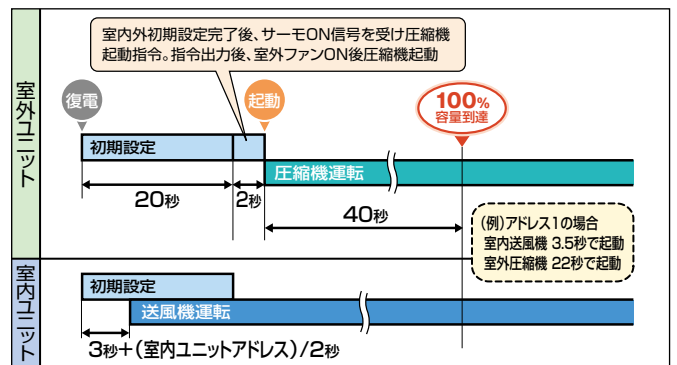 室内外初期設定完了後、サーモON信号を受け圧縮機
起動指令。指令出力後、室外ファンON後圧縮機起動
室外ユニット
復電
起動
100%
容量到達
初期設定
圧縮機運転
20秒
2秒
40秒
(例)アドレス1の場合
室内送風機 3.5秒で起動
室外圧縮機 22秒で起動
室内ユニット
初期設定
送風機運転
3秒+(室内ユニットアドレス)/2秒